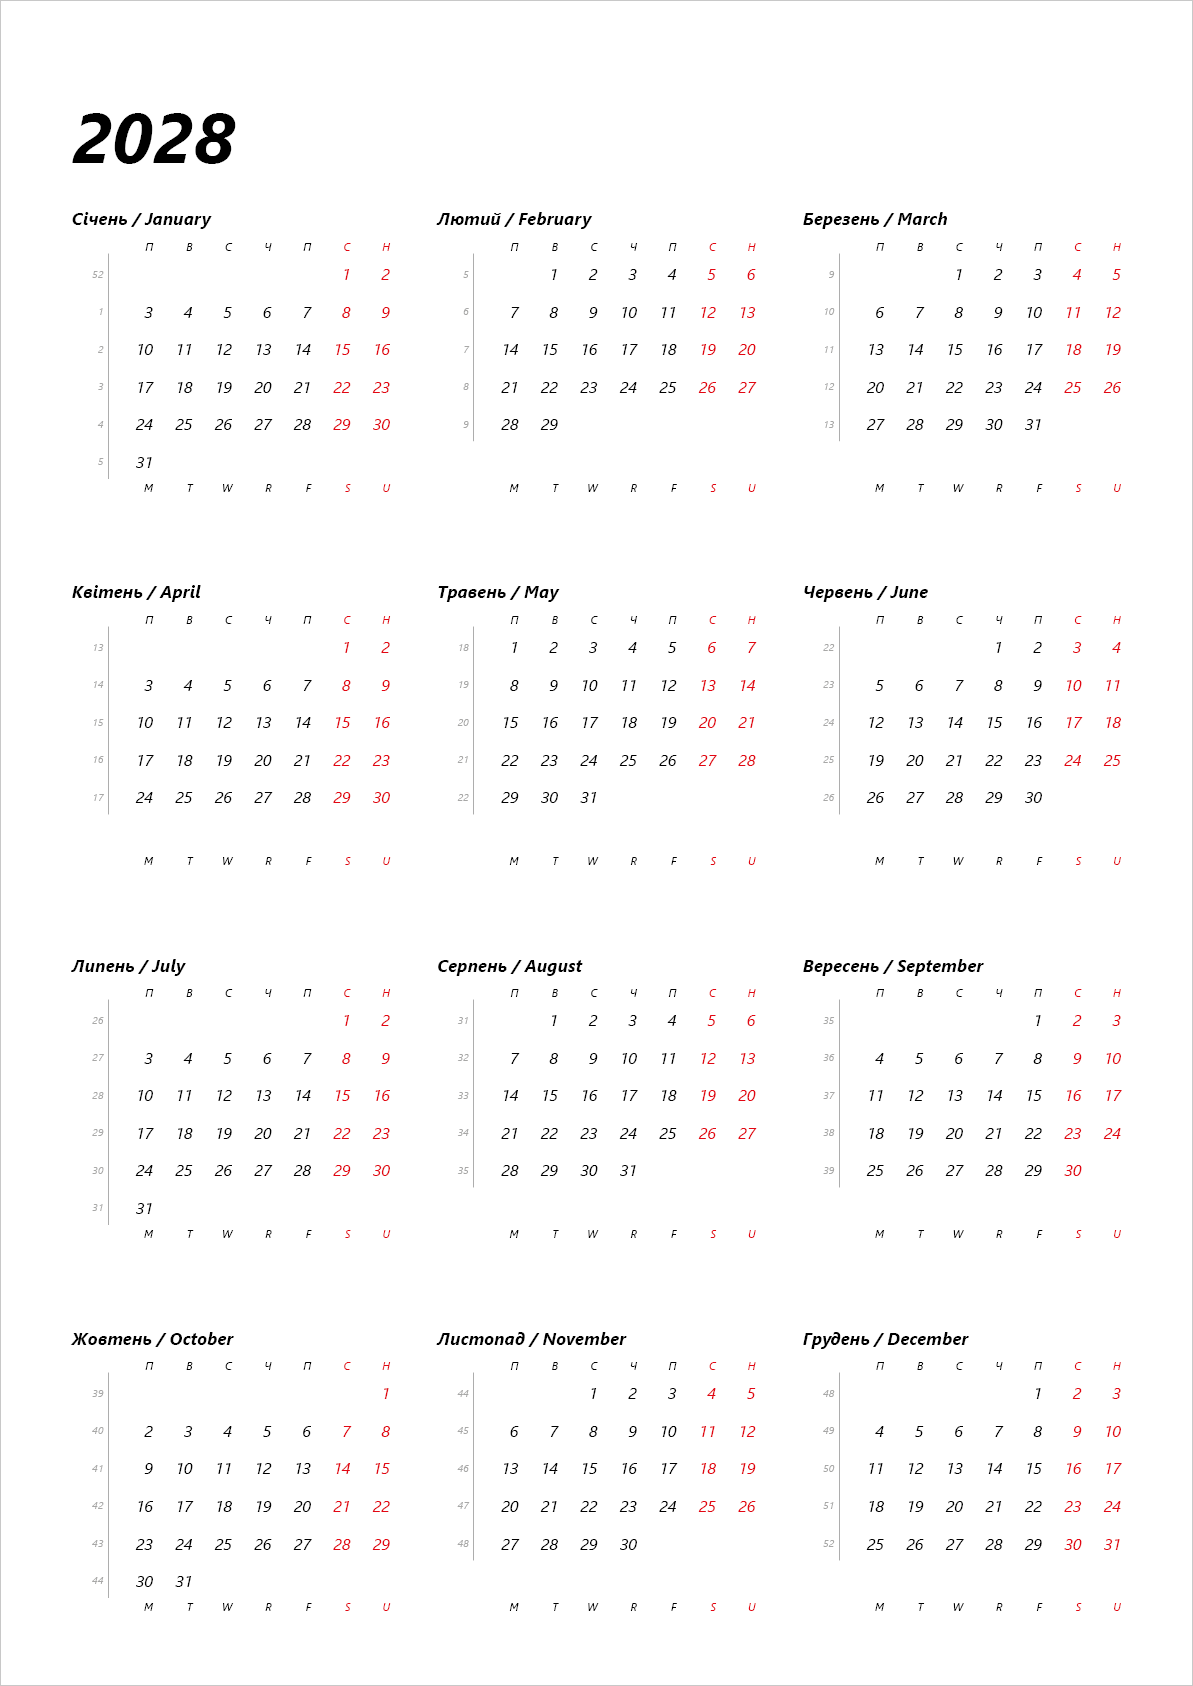 2028
Січень / January
П В С Ч П С Н
52 1 2
1 3 4 5 6 7 8 9
2 10 11 12 13 14 15 16
3 17 18 19 20 21 22 23
4 24 25 26 27 28 29 30
5 31
M T W R F S U
Лютий / February
П В С Ч П С Н
5 1 2 3 4 5 6
6 7 8 9 10 11 12 13
7 14 15 16 17 18 19 20
8 21 22 23 24 25 26 27
9 28 29
M T W R F S U
Березень / March
П В С Ч П С Н
9 1 2 3 4 5
10 6 7 8 9 10 11 12
11 13 14 15 16 17 18 19
12 20 21 22 23 24 25 26
13 27 28 29 30 31
M T W R F S U
Квітень / April
П В С Ч П С Н
13 1 2
14 3 4 5 6 7 8 9
15 10 11 12 13 14 15 16
16 17 18 19 20 21 22 23
17 24 25 26 27 28 29 30
M T W R F S U
Травень / May
П В С Ч П С Н
18 1 2 3 4 5 6 7
19 8 9 10 11 12 13 14
20 15 16 17 18 19 20 21
21 22 23 24 25 26 27 28
22 29 30 31
M T W R F S U
Червень / June
П В С Ч П С Н
22 1 2 3 4
23 5 6 7 8 9 10 11
24 12 13 14 15 16 17 18
25 19 20 21 22 23 24 25
26 26 27 28 29 30
M T W R F S U
Липень / July
П В С Ч П С Н
26 1 2
27 3 4 5 6 7 8 9
28 10 11 12 13 14 15 16
29 17 18 19 20 21 22 23
30 24 25 26 27 28 29 30
31 31
M T W R F S U
Серпень / August
П В С Ч П С Н
31 1 2 3 4 5 6
32 7 8 9 10 11 12 13
33 14 15 16 17 18 19 20
34 21 22 23 24 25 26 27
35 28 29 30 31
M T W R F S U
Вересень / September
П В С Ч П С Н
35 1 2 3
36 4 5 6 7 8 9 10
37 11 12 13 14 15 16 17
38 18 19 20 21 22 23 24
39 25 26 27 28 29 30
M T W R F S U
Жовтень / October
П В С Ч П С Н
39 1
40 2 3 4 5 6 7 8
41 9 10 11 12 13 14 15
42 16 17 18 19 20 21 22
43 23 24 25 26 27 28 29
44 30 31
M T W R F S U
Листопад / November
П В С Ч П С Н
44 1 2 3 4 5
45 6 7 8 9 10 11 12
46 13 14 15 16 17 18 19
47 20 21 22 23 24 25 26
48 27 28 29 30
M T W R F S U
Грудень / December
П В С Ч П С Н
48 1 2 3
49 4 5 6 7 8 9 10
50 11 12 13 14 15 16 17
51 18 19 20 21 22 23 24
52 25 26 27 28 29 30 31
M T W R F S U